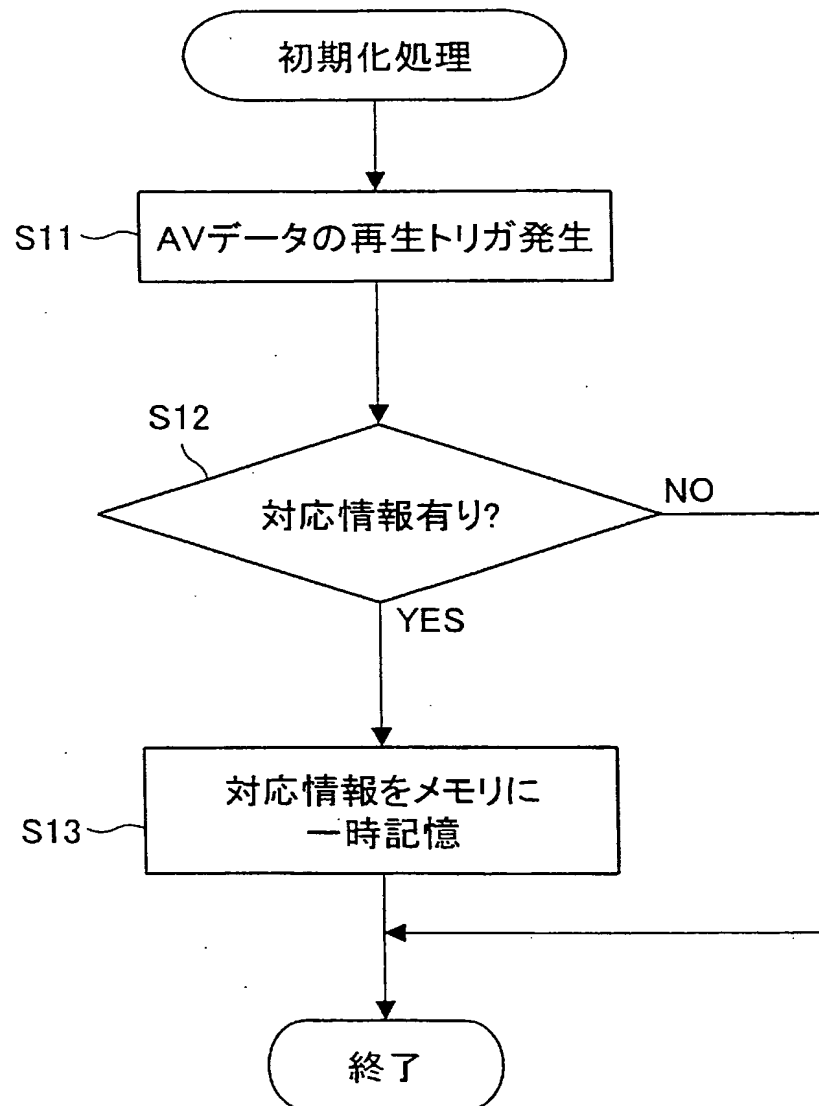 初期化処理
S11
AVデータの再生トリガ発生
S12
対応情報有り?
NO
YES
S13
対応情報をメモリに
一時記憶
終了